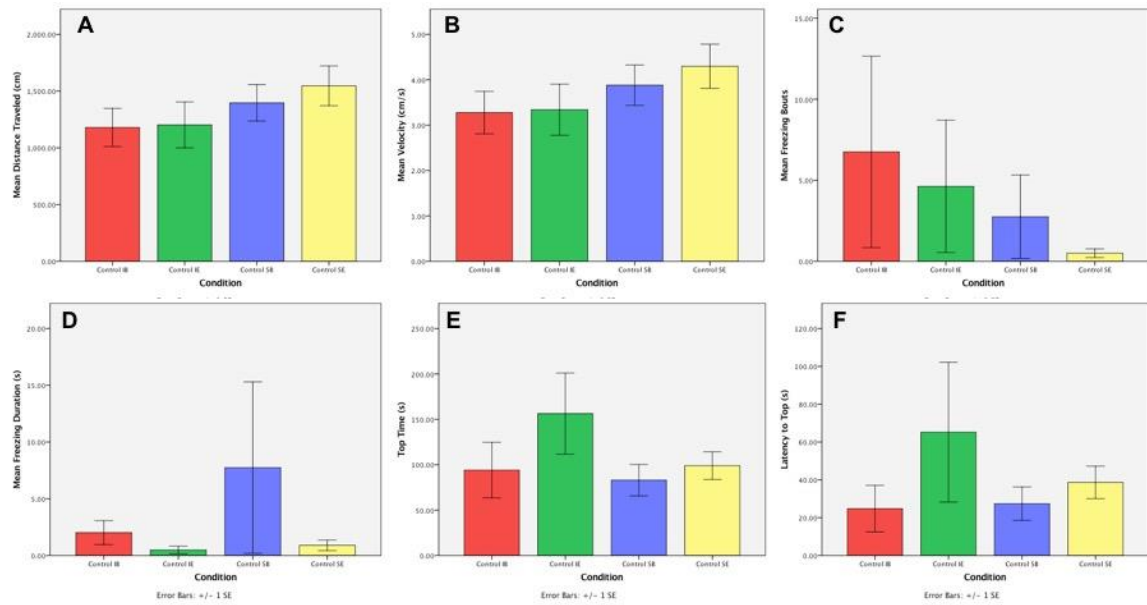 A
Mean Distance Traveled (cm)
2,000.00
1,500.00
1,000.00
500.00
0.00
Control IB Control IE Control SB Control SE
Condition
B
Mean Velocity (cm/s)
5.00
4.00
3.00
2.00
1.00
0.00
Control IB Control IE Control SB Control SE
Condition
C
Mean Freezing Bouts
15.00
10.00
5.00
0.00
Control IB Control IE Control SB Control SE
Condition
D
Mean Freezing Duration (s)
20.00
15.00
10.00
5.00
0.00
Control IB Control IE Control SB Control SE
Condition
Error Bars: +/- 1 SE
E
Top Time (s)
250.00
200.00
150.00
100.00
50.00
0.00
Control IB Control IE Control SB Control SE
Condition
Error Bars: +/- 1 SE
F
Latency to Top (s)
120.00
100.00
80.00
60.00
40.00
20.00
0.00
Control IB Control IE Control SB Control SE
Condition
Error Bars: +/- 1 SE